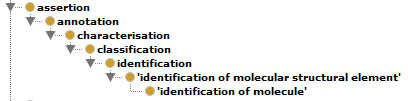 assertion
annotation
characterisation
classification
identification
'identification of molecular structural element'
'identification of molecule'